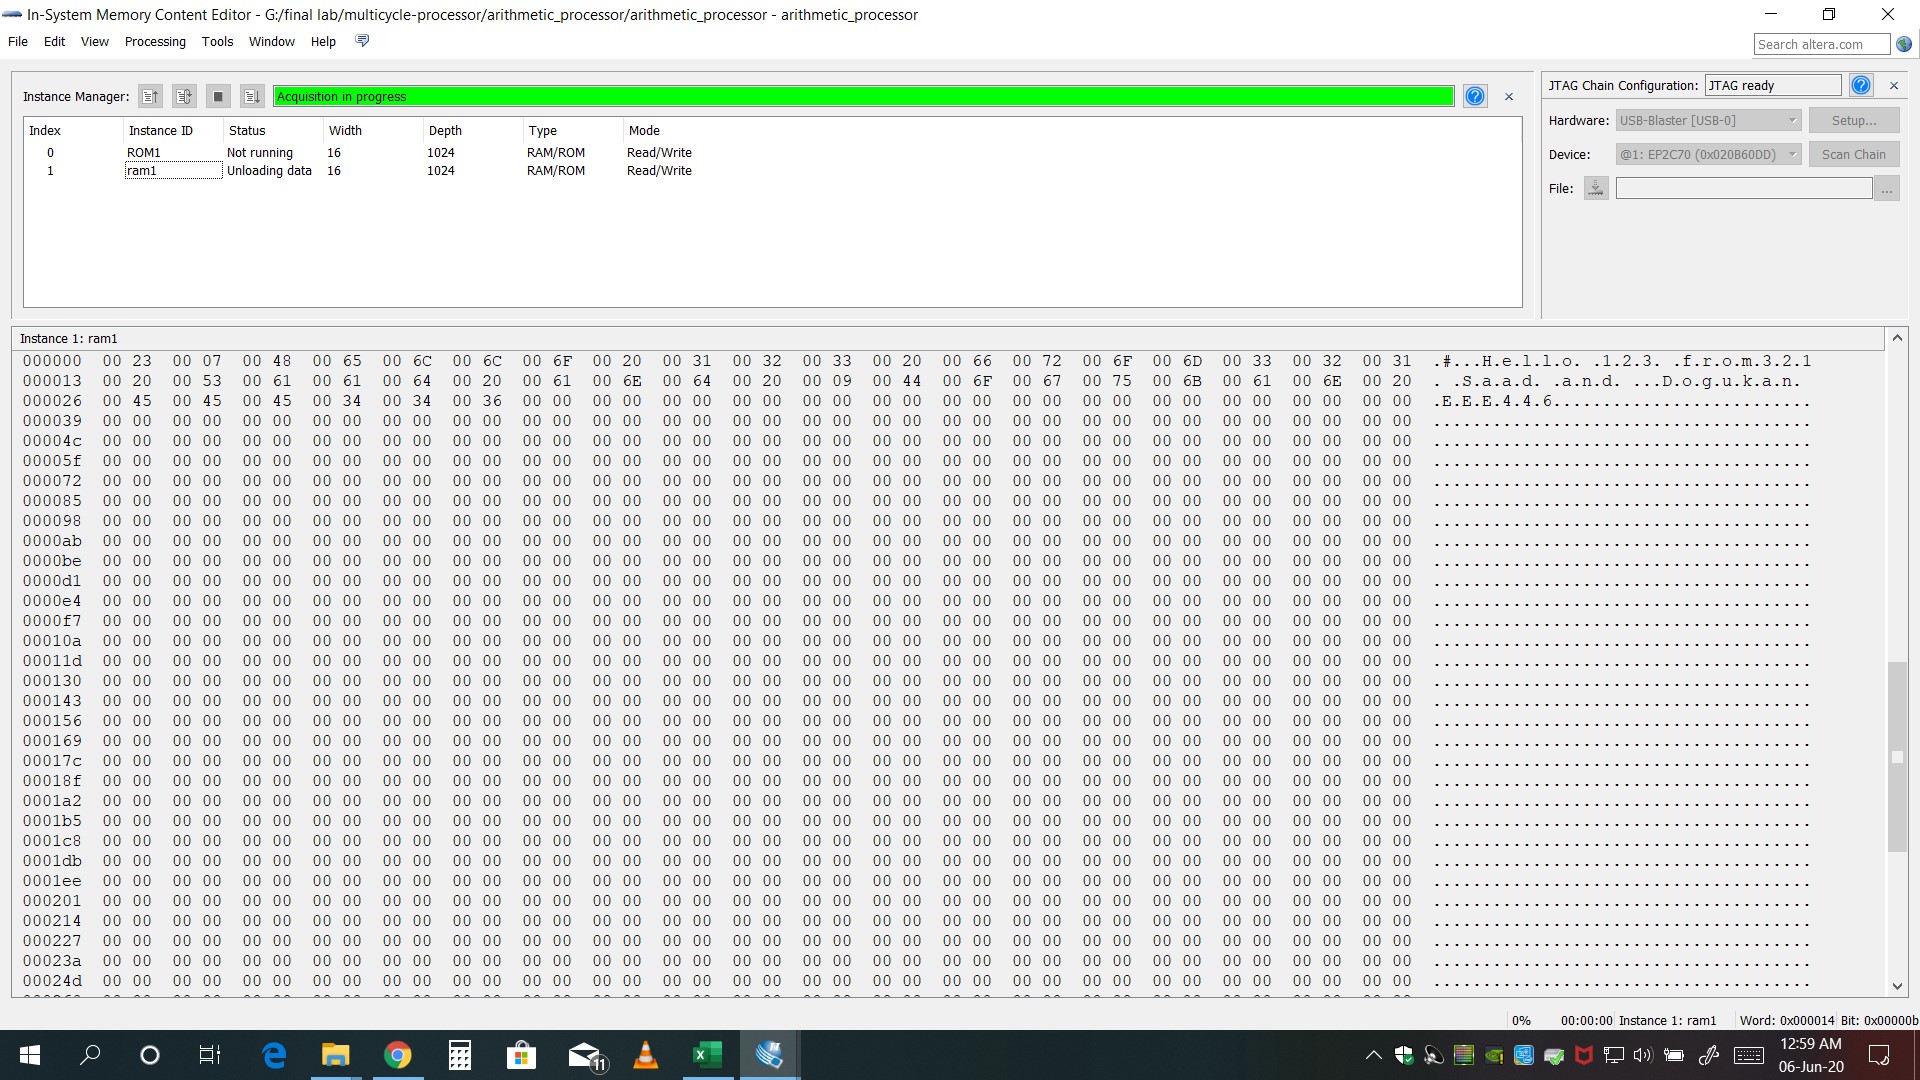 In-System Memory Content Editor - G:/final lab/multicycle-processor/arithmetic_processor/arithmetic_processor - arithmetic_processor
File Edit View Processing Tools Window Help
Search altera.com
Instance Manager: Acquisition in progress
JTAG Chain Configuration: JTAG ready
Index Instance ID Status Width Depth Type Mode
0 ROM1 Not running 16 1024 RAM/ROM Read/Write
1 ram1 Unloading data 16 1024 RAM/ROM Read/Write
Hardware: USB-Blaster [USB-0] Setup...
Device: @1: EP2C70 (0x020B60DD) Scan Chain
File: ...
Instance 1: ram1
000000 00 23 00 07 00 48 00 65 00 6C 00 6C 00 6F 00 20 00 31 00 32 00 33 00 20 00 66 00 72 00 6F 00 6D 00 33 00 32 00 31 .#...H.e.l.l.o. .1.2.3. .f.r.o.m.3.2.1
000013 00 20 00 53 00 61 00 61 00 64 00 20 00 61 00 6E 00 64 00 20 00 09 00 44 00 6F 00 67 00 75 00 6B 00 61 00 6E 00 20 . .S.a.a.d. .a.n.d. ...D.o.g.u.k.a.n.
000026 00 45 00 45 00 45 00 34 00 34 00 36 00 00 00 00 00 00 00 00 00 00 00 00 00 00 00 00 00 00 00 00 00 00 00 00 00 00 .E.E.E.4.4.6..........................
000039 00 00 00 00 00 00 00 00 00 00 00 00 00 00 00 00 00 00 00 00 00 00 00 00 00 00 00 00 00 00 00 00 00 00 00 00 00 00 ......................................
00004c 00 00 00 00 00 00 00 00 00 00 00 00 00 00 00 00 00 00 00 00 00 00 00 00 00 00 00 00 00 00 00 00 00 00 00 00 00 00 ......................................
00005f 00 00 00 00 00 00 00 00 00 00 00 00 00 00 00 00 00 00 00 00 00 00 00 00 00 00 00 00 00 00 00 00 00 00 00 00 00 00 ......................................
000072 00 00 00 00 00 00 00 00 00 00 00 00 00 00 00 00 00 00 00 00 00 00 00 00 00 00 00 00 00 00 00 00 00 00 00 00 00 00 ......................................
000085 00 00 00 00 00 00 00 00 00 00 00 00 00 00 00 00 00 00 00 00 00 00 00 00 00 00 00 00 00 00 00 00 00 00 00 00 00 00 ......................................
000098 00 00 00 00 00 00 00 00 00 00 00 00 00 00 00 00 00 00 00 00 00 00 00 00 00 00 00 00 00 00 00 00 00 00 00 00 00 00 ......................................
0000ab 00 00 00 00 00 00 00 00 00 00 00 00 00 00 00 00 00 00 00 00 00 00 00 00 00 00 00 00 00 00 00 00 00 00 00 00 00 00 ......................................
0000be 00 00 00 00 00 00 00 00 00 00 00 00 00 00 00 00 00 00 00 00 00 00 00 00 00 00 00 00 00 00 00 00 00 00 00 00 00 00 ......................................
0000d1 00 00 00 00 00 00 00 00 00 00 00 00 00 00 00 00 00 00 00 00 00 00 00 00 00 00 00 00 00 00 00 00 00 00 00 00 00 00 ......................................
0000e4 00 00 00 00 00 00 00 00 00 00 00 00 00 00 00 00 00 00 00 00 00 00 00 00 00 00 00 00 00 00 00 00 00 00 00 00 00 00 ......................................
0000f7 00 00 00 00 00 00 00 00 00 00 00 00 00 00 00 00 00 00 00 00 00 00 00 00 00 00 00 00 00 00 00 00 00 00 00 00 00 00 ......................................
00010a 00 00 00 00 00 00 00 00 00 00 00 00 00 00 00 00 00 00 00 00 00 00 00 00 00 00 00 00 00 00 00 00 00 00 00 00 00 00 ......................................
00011d 00 00 00 00 00 00 00 00 00 00 00 00 00 00 00 00 00 00 00 00 00 00 00 00 00 00 00 00 00 00 00 00 00 00 00 00 00 00 ......................................
000130 00 00 00 00 00 00 00 00 00 00 00 00 00 00 00 00 00 00 00 00 00 00 00 00 00 00 00 00 00 00 00 00 00 00 00 00 00 00 ......................................
000143 00 00 00 00 00 00 00 00 00 00 00 00 00 00 00 00 00 00 00 00 00 00 00 00 00 00 00 00 00 00 00 00 00 00 00 00 00 00 ......................................
000156 00 00 00 00 00 00 00 00 00 00 00 00 00 00 00 00 00 00 00 00 00 00 00 00 00 00 00 00 00 00 00 00 00 00 00 00 00 00 ......................................
000169 00 00 00 00 00 00 00 00 00 00 00 00 00 00 00 00 00 00 00 00 00 00 00 00 00 00 00 00 00 00 00 00 00 00 00 00 00 00 ......................................
00017c 00 00 00 00 00 00 00 00 00 00 00 00 00 00 00 00 00 00 00 00 00 00 00 00 00 00 00 00 00 00 00 00 00 00 00 00 00 00 ......................................
00018f 00 00 00 00 00 00 00 00 00 00 00 00 00 00 00 00 00 00 00 00 00 00 00 00 00 00 00 00 00 00 00 00 00 00 00 00 00 00 ......................................
0001a2 00 00 00 00 00 00 00 00 00 00 00 00 00 00 00 00 00 00 00 00 00 00 00 00 00 00 00 00 00 00 00 00 00 00 00 00 00 00 ......................................
0001b5 00 00 00 00 00 00 00 00 00 00 00 00 00 00 00 00 00 00 00 00 00 00 00 00 00 00 00 00 00 00 00 00 00 00 00 00 00 00 ......................................
0001c8 00 00 00 00 00 00 00 00 00 00 00 00 00 00 00 00 00 00 00 00 00 00 00 00 00 00 00 00 00 00 00 00 00 00 00 00 00 00 ......................................
0001db 00 00 00 00 00 00 00 00 00 00 00 00 00 00 00 00 00 00 00 00 00 00 00 00 00 00 00 00 00 00 00 00 00 00 00 00 00 00 ......................................
0001ee 00 00 00 00 00 00 00 00 00 00 00 00 00 00 00 00 00 00 00 00 00 00 00 00 00 00 00 00 00 00 00 00 00 00 00 00 00 00 ......................................
000201 00 00 00 00 00 00 00 00 00 00 00 00 00 00 00 00 00 00 00 00 00 00 00 00 00 00 00 00 00 00 00 00 00 00 00 00 00 00 ......................................
000214 00 00 00 00 00 00 00 00 00 00 00 00 00 00 00 00 00 00 00 00 00 00 00 00 00 00 00 00 00 00 00 00 00 00 00 00 00 00 ......................................
000227 00 00 00 00 00 00 00 00 00 00 00 00 00 00 00 00 00 00 00 00 00 00 00 00 00 00 00 00 00 00 00 00 00 00 00 00 00 00 ......................................
00023a 00 00 00 00 00 00 00 00 00 00 00 00 00 00 00 00 00 00 00 00 00 00 00 00 00 00 00 00 00 00 00 00 00 00 00 00 00 00 ......................................
00024d 00 00 00 00 00 00 00 00 00 00 00 00 00 00 00 00 00 00 00 00 00 00 00 00 00 00 00 00 00 00 00 00 00 00 00 00 00 00 ......................................
0% 00:00:00 Instance 1: ram1 Word: 0x000014 Bit: 0x00000b
11
12:59 AM
06-Jun-20